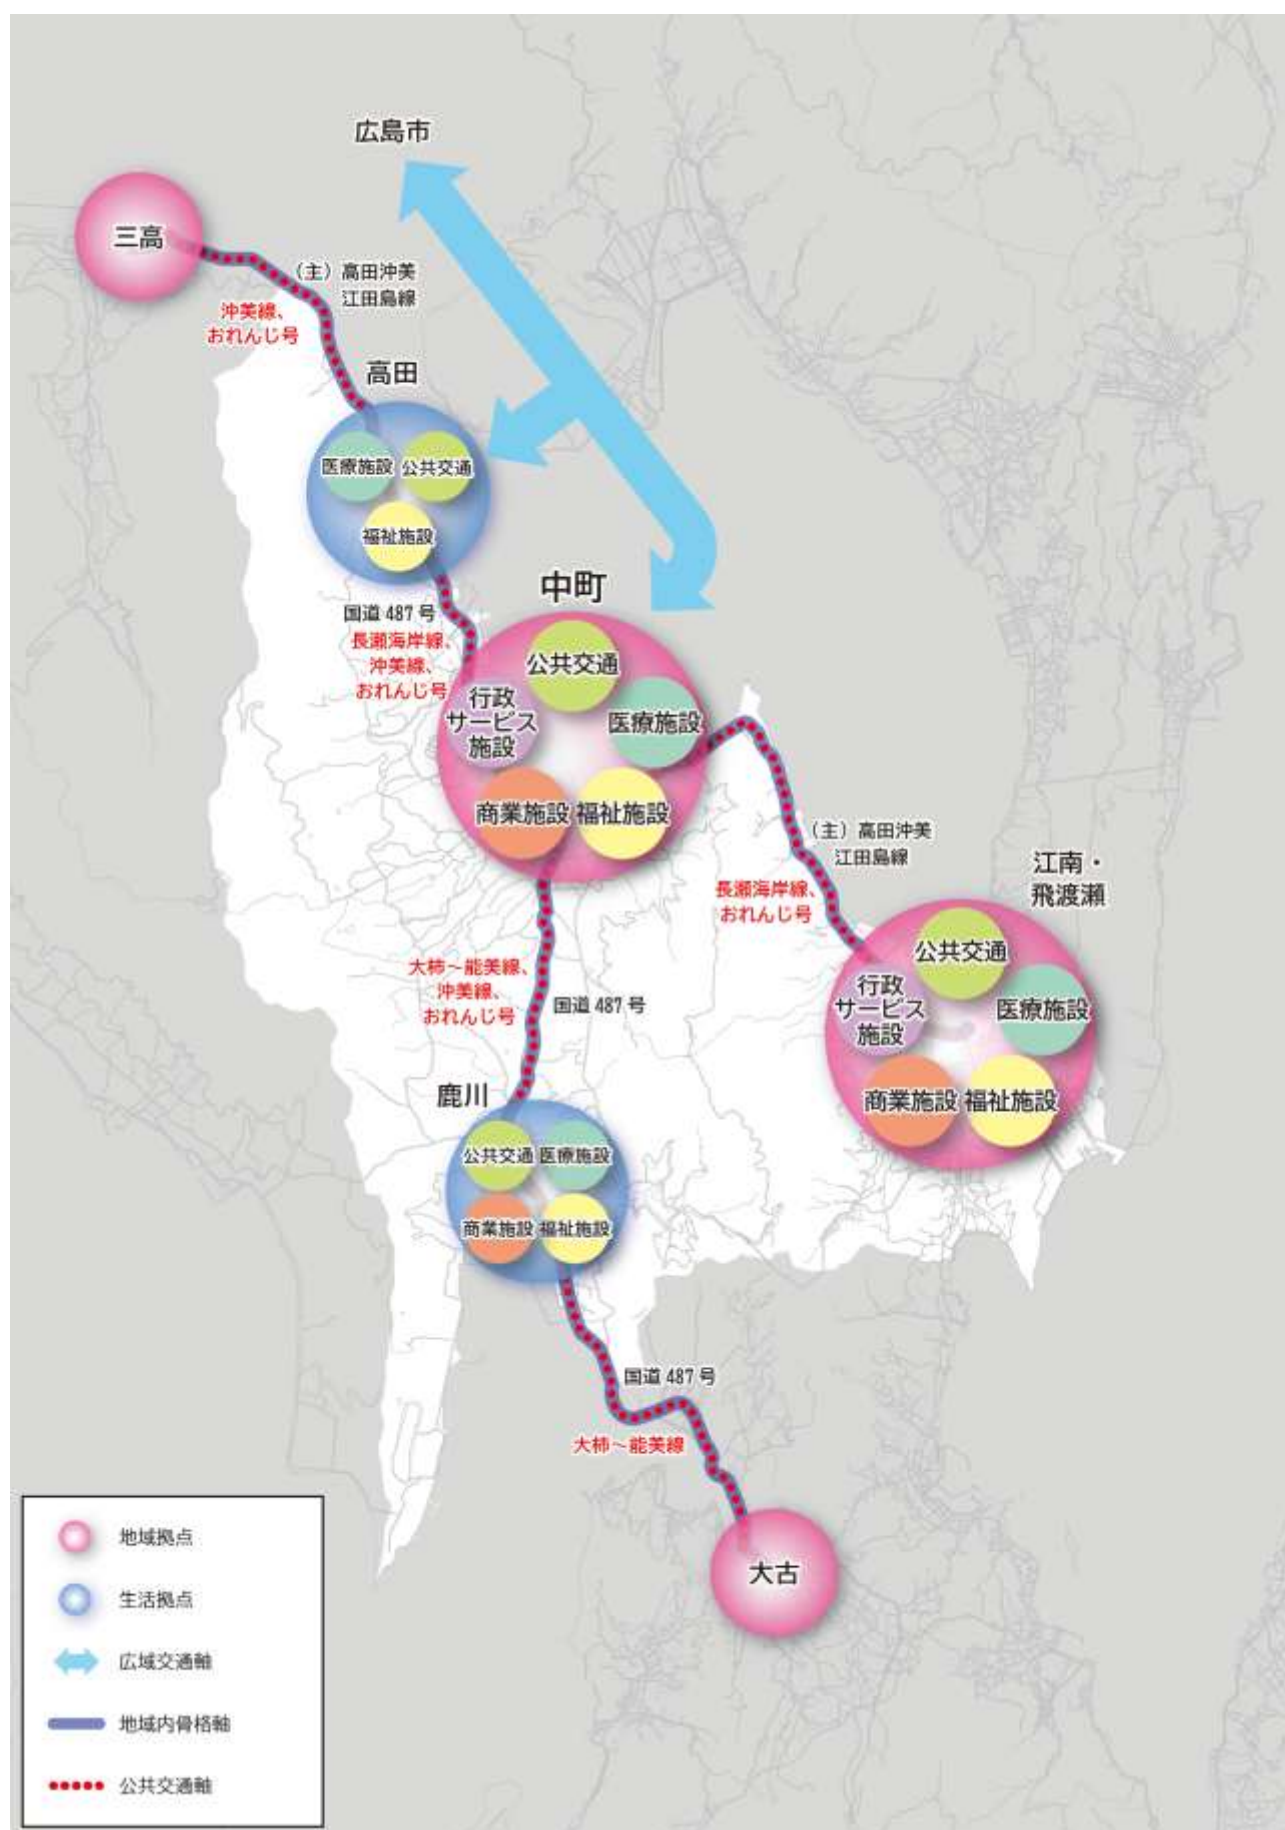 広島市
三高
（主）高田沖美
江田島線
沖美線、
おれんじ号
高田
医療施設
公共交通
福祉施設
国道 487 号
長瀬海岸線、
沖美線、
おれんじ号
中町
公共交通
行政
サービス
施設
医療施設
商業施設
福祉施設
（主）高田沖美
江田島線
長瀬海岸線、
おれんじ号
江南・
飛渡瀬
公共交通
行政
サービス
施設
医療施設
商業施設
福祉施設
大柿～能美線、
沖美線、
おれんじ号
国道 487 号
鹿川
公共交通
医療施設
商業施設
福祉施設
国道 487 号
大柿～能美線
大古
地域拠点
生活拠点
広域交通軸
地域内骨格軸
公共交通軸